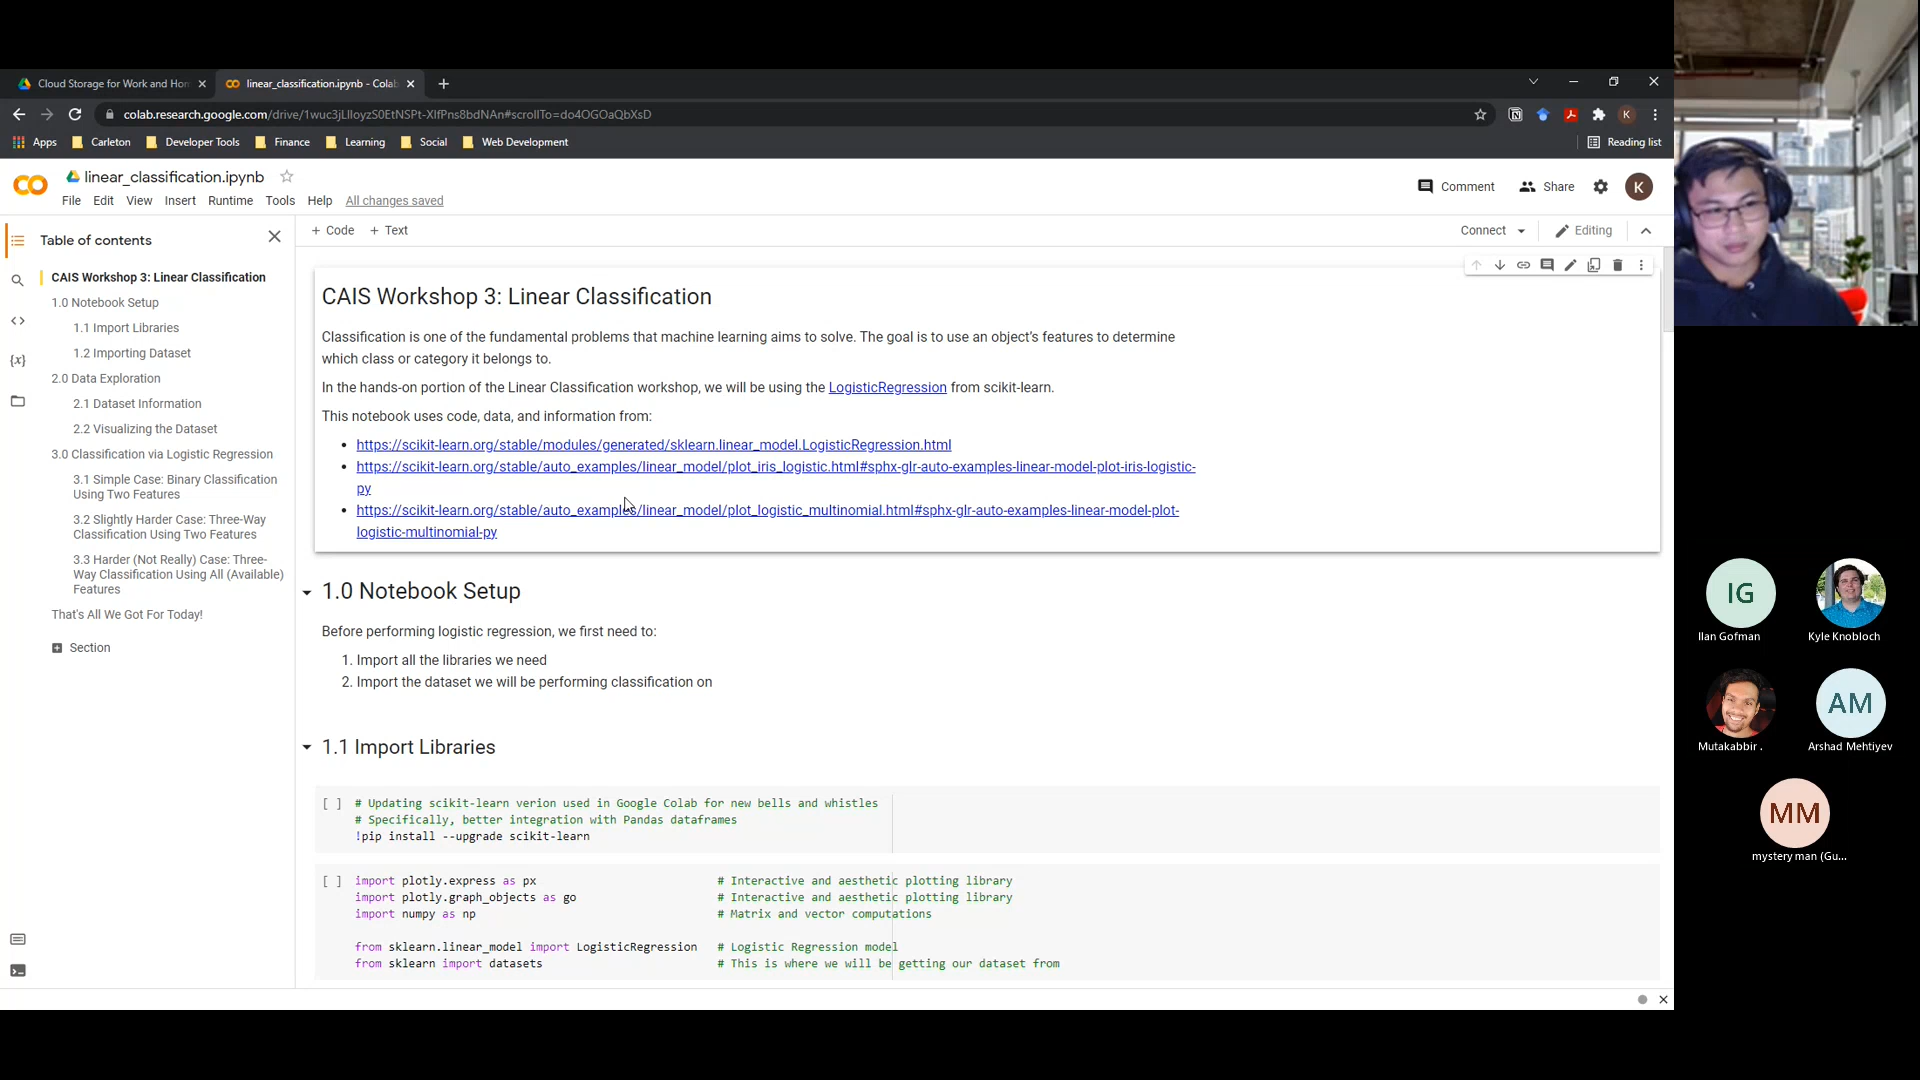 Cloud Storage for Work and Hon
linear_classification.ipynb - Colab
colab.research.google.com/drive/1wuc3jLlIoyzS0EtNSPt-XIfPns8bdNAn#scrollTo=do4OGOaQbXsD
K
Apps
Carleton
Developer Tools
Finance
Learning
Social
Web Development
Reading list
linear_classification.ipynb
Comment
Share
K
File Edit View Insert Runtime Tools Help All changes saved
Table of contents
+ Code + Text
Connect
Editing
CAIS Workshop 3: Linear Classification
1.0 Notebook Setup
1.1 Import Libraries
1.2 Importing Dataset
2.0 Data Exploration
2.1 Dataset Information
2.2 Visualizing the Dataset
3.0 Classification via Logistic Regression
3.1 Simple Case: Binary Classification
Using Two Features
3.2 Slightly Harder Case: Three-Way
Classification Using Two Features
3.3 Harder (Not Really) Case: Three-
Way Classification Using All (Available)
Features
That's All We Got For Today!
Section
CAIS Workshop 3: Linear Classification
Classification is one of the fundamental problems that machine learning aims to solve. The goal is to use an object's features to determine
which class or category it belongs to.
In the hands-on portion of the Linear Classification workshop, we will be using the LogisticRegression from scikit-learn.
This notebook uses code, data, and information from:
• https://scikit-learn.org/stable/modules/generated/sklearn.linear_model.LogisticRegression.html
• https://scikit-learn.org/stable/auto_examples/linear_model/plot_iris_logistic.html#sphx-glr-auto-examples-linear-model-plot-iris-logistic-
py
• https://scikit-learn.org/stable/auto_examples/linear_model/plot_logistic_multinomial.html#sphx-glr-auto-examples-linear-model-plot-
logistic-multinomial-py
1.0 Notebook Setup
Before performing logistic regression, we first need to:
1. Import all the libraries we need
2. Import the dataset we will be performing classification on
1.1 Import Libraries
[ ] # Updating scikit-learn verion used in Google Colab for new bells and whistles
# Specifically, better integration with Pandas dataframes
!pip install --upgrade scikit-learn
[ ] import plotly.express as px # Interactive and aesthetic plotting library
import plotly.graph_objects as go # Interactive and aesthetic plotting library
import numpy as np # Matrix and vector computations
from sklearn.linear_model import LogisticRegression # Logistic Regression model
from sklearn import datasets # This is where we will be getting our dataset from
IG
Ilan Gofman
Kyle Knobloch
Mutakabbir .
AM
Arshad Mehtiyev
MM
mystery man (Gu...